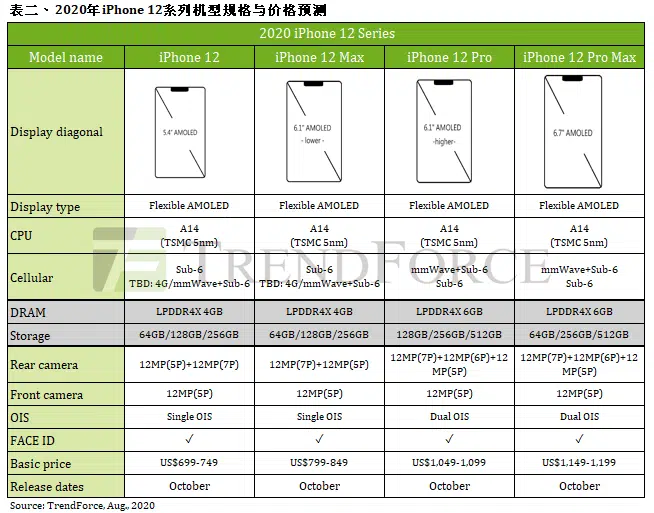 表二、2020年iPhone 12系列机型规格与价格预测
2020 iPhone 12 Series
Model name iPhone 12 iPhone 12 Max iPhone 12 Pro iPhone 12 Pro Max
Display diagonal 5.4" AMOLED 6.1" AMOLED - lower - 6.1" AMOLED -higher- 6.7" AMOLED
Display type Flexible AMOLED Flexible AMOLED Flexible AMOLED Flexible AMOLED
CPU A14 (TSMC 5nm) A14 (TSMC 5nm) A14 (TSMC 5nm) A14 (TSMC 5nm)
TRENDFORCE
Cellular Sub-6 TBD: 4G/mmWave+Sub-6 Sub-6 TBD: 4G/mmWave+Sub-6 mmWave+Sub-6 Sub-6 mmWave+Sub-6 Sub-6
DRAM LPDDR4X 4GB LPDDR4X 4GB LPDDR4X 6GB LPDDR4X 6GB
Storage 64GB/128GB/256GB 64GB/128GB/256GB 128GB/256GB/512GB 64GB/256GB/512GB
Rear camera 12MP(5P)+12MP(7P) 12MP(7P)+12MP(5P) 12MP(7P)+12MP(6P)+12MP(5P) 12MP(7P)+12MP(6P)+12MP(5P)
Front camera 12MP(5P) 12MP(5P) 12MP(5P) 12MP(5P)
OIS Single OIS Single OIS Dual OIS Dual OIS
FACE ID ✓ ✓ ✓ ✓
Basic price US$699-749 US$799-849 US$1,049-1,099 US$1,149-1,199
Release dates October October October October
Source: TrendForce, Aug., 2020